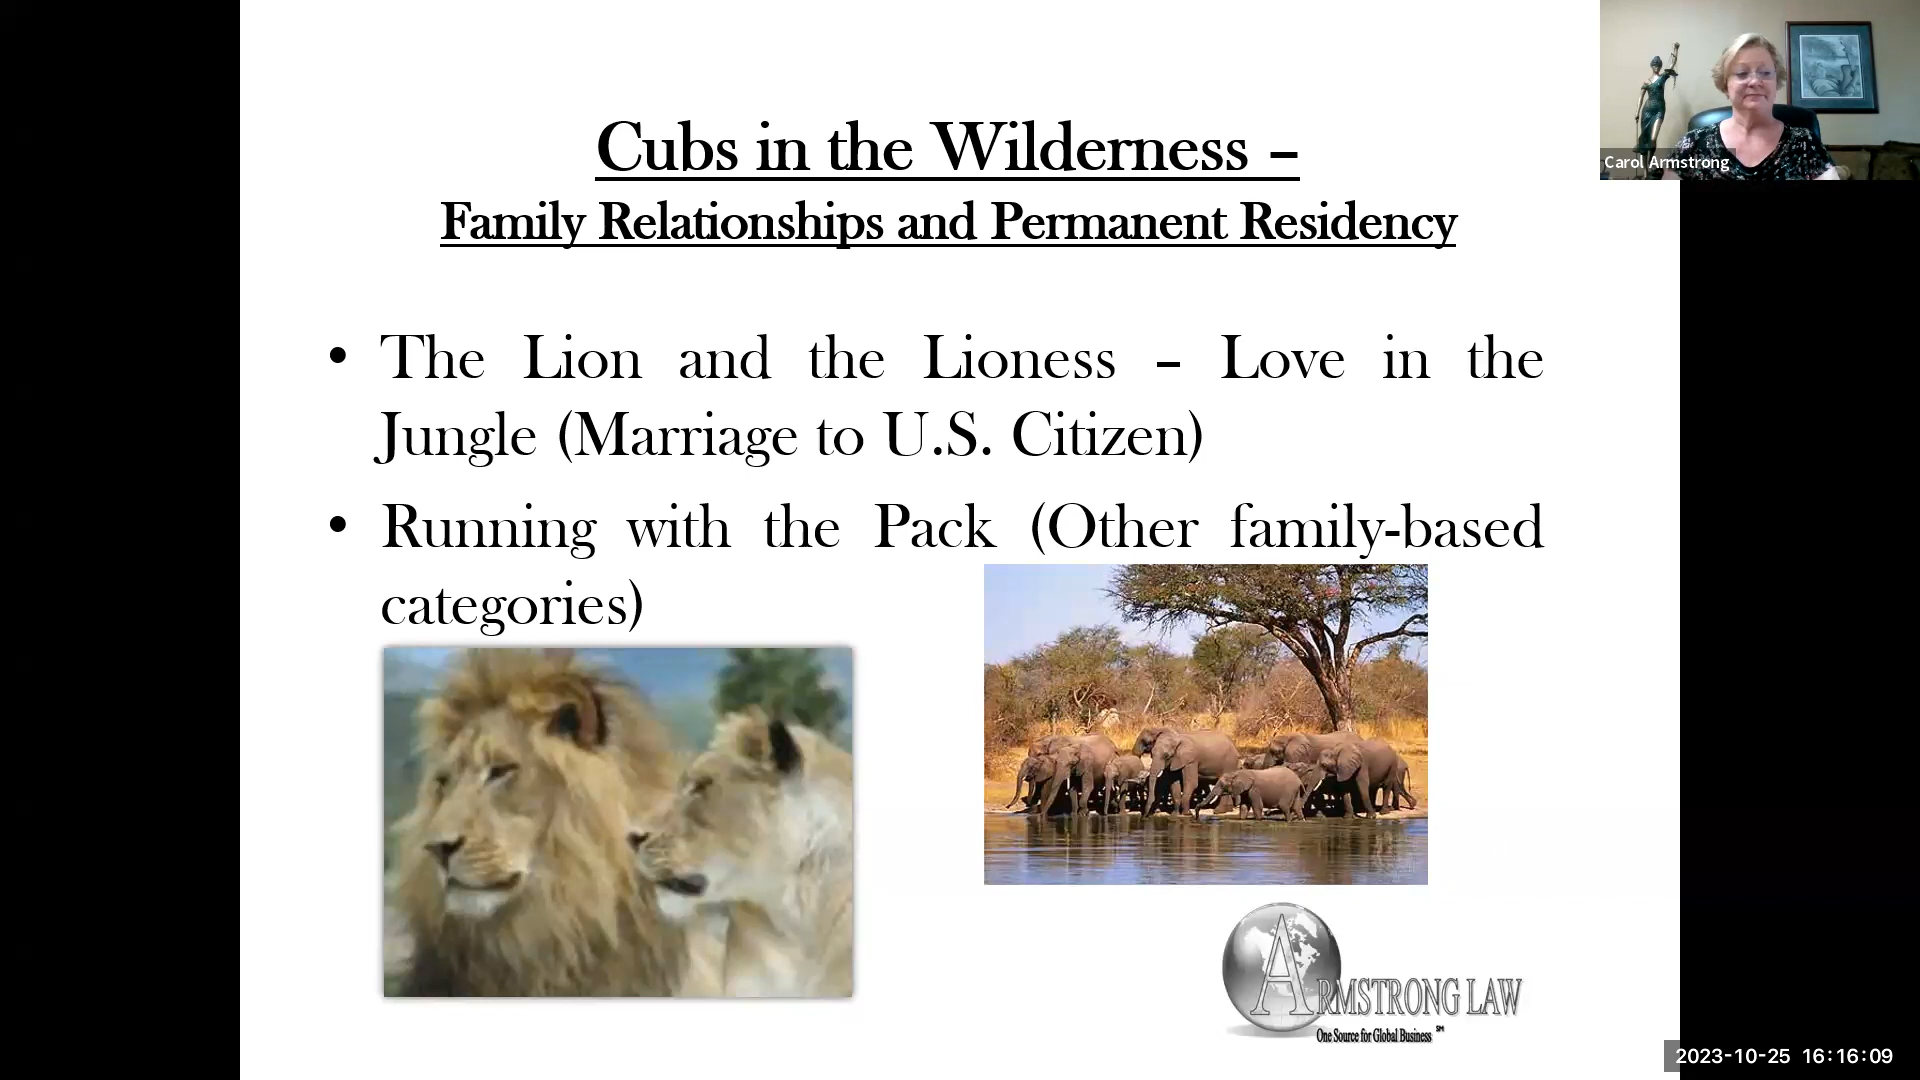 Cubs in the Wilderness –
Family Relationships and Permanent Residency
• The Lion and the Lioness – Love in the
Jungle (Marriage to U.S. Citizen)
• Running with the Pack (Other family-based
categories)
Carol Armstrong
ARMSTRONG LAW
One Source for Global Business SM
2023-10-25 16:16:09